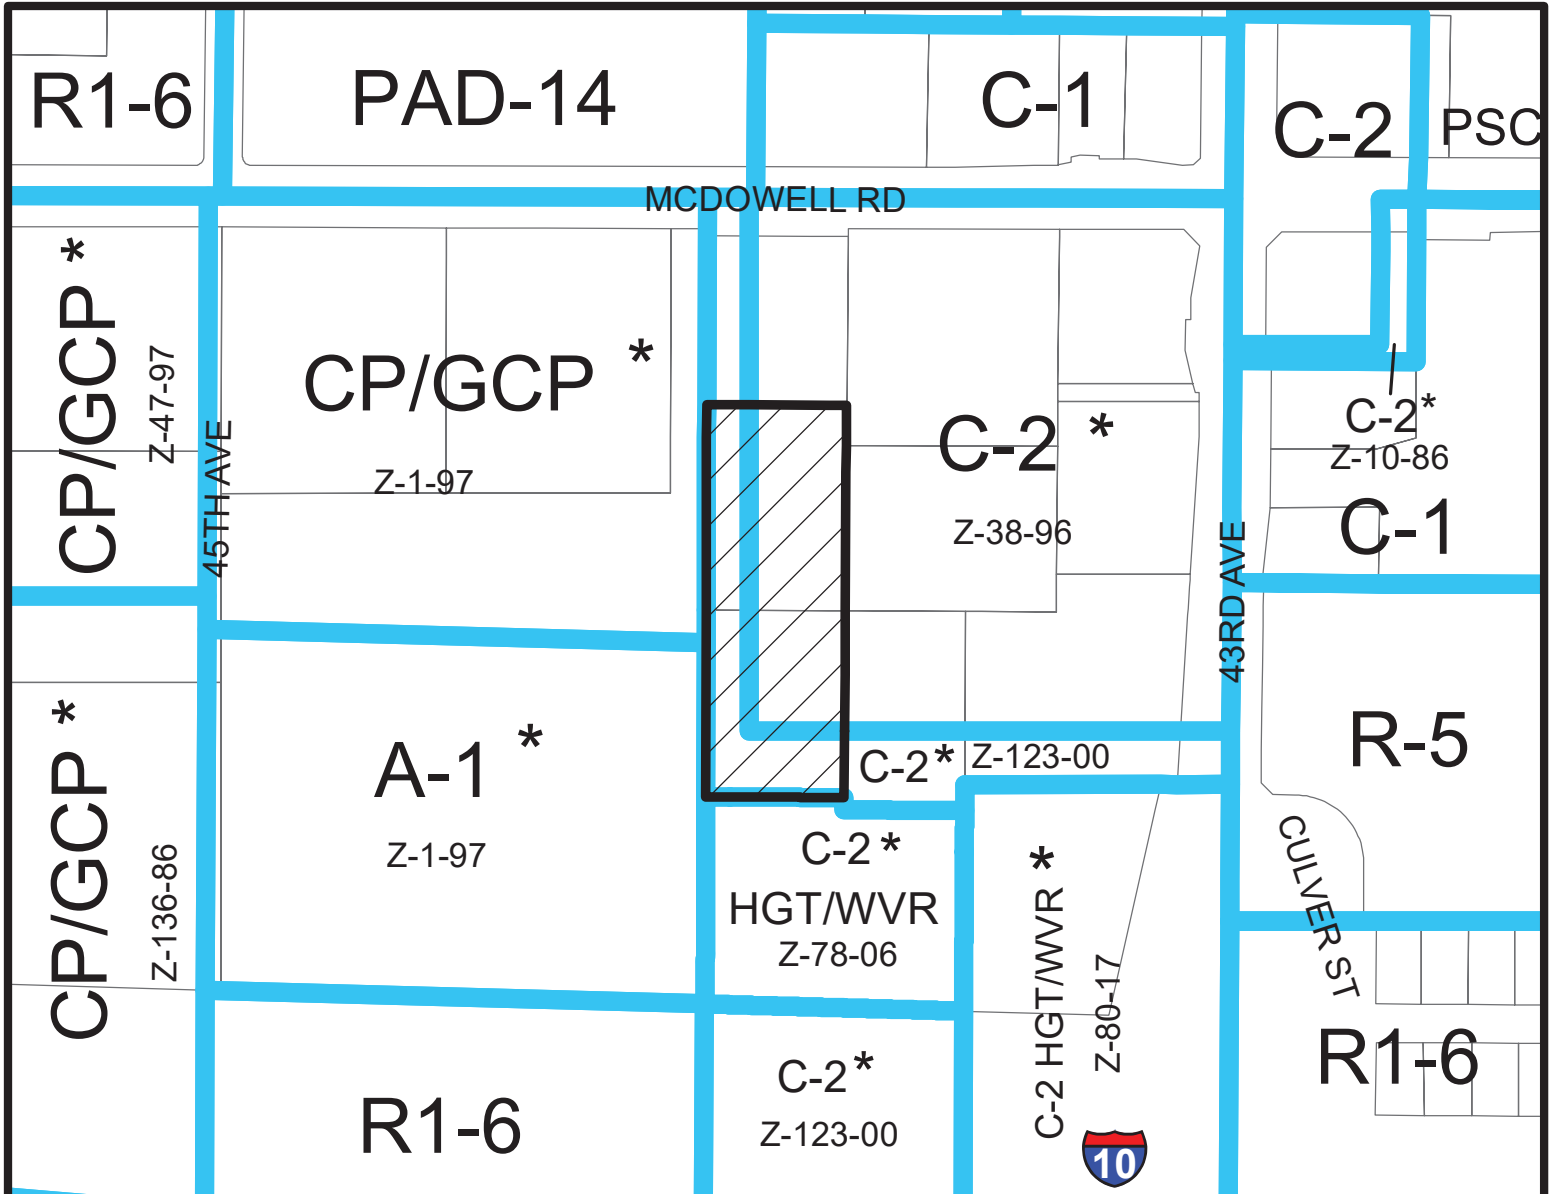 R1-6
PAD-14
C-1
C-2
PSC
MCDOWELL RD
CP/GCP *
Z-47-97
45TH AVE
CP/GCP *
Z-1-97
C-2 *
Z-38-96
43RD AVE
C-2*
Z-10-86
C-1
CP/GCP *
Z-136-86
A-1 *
Z-1-97
C-2* Z-123-00
R-5
C-2 *
HGT/WVR
Z-78-06
C-2 HGT/WVR *
Z-80-17
CULVER ST
R1-6
C-2*
Z-123-00
R1-6
10